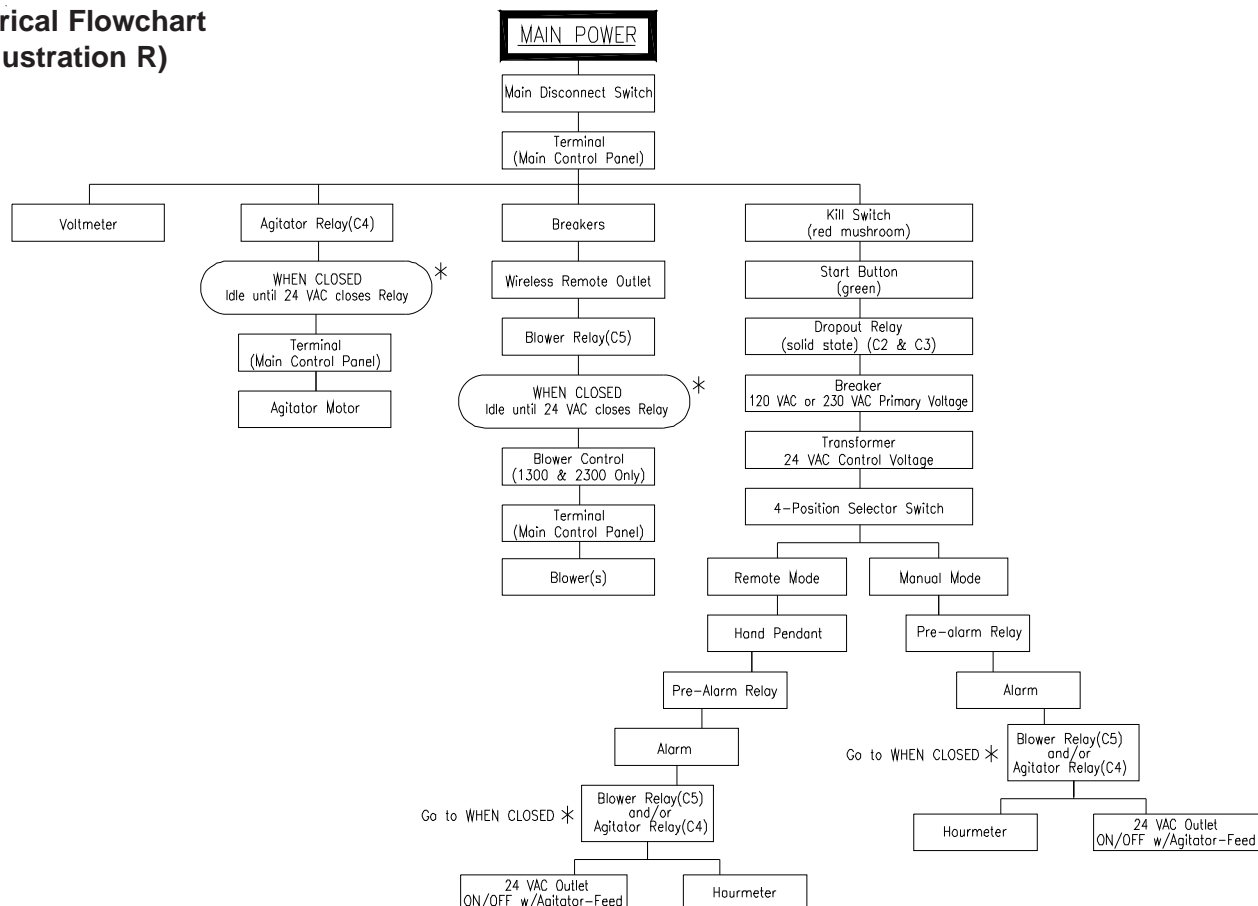 rical Flowchart
ustration R)
MAIN POWER
Main Disconnect Switch
Terminal
(Main Control Panel)
Voltmeter
Agitator Relay(C4)
WHEN CLOSED
Idle until 24 VAC closes Relay
*
Terminal
(Main Control Panel)
Agitator Motor
Breakers
Wireless Remote Outlet
Blower Relay(C5)
WHEN CLOSED
Idle until 24 VAC closes Relay
*
Blower Control
(1300 & 2300 Only)
Terminal
(Main Control Panel)
Blower(s)
Kill Switch
(red mushroom)
Start Button
(green)
Dropout Relay
(solid state) (C2 & C3)
Breaker
120 VAC or 230 VAC Primary Voltage
Transformer
24 VAC Control Voltage
4-Position Selector Switch
Remote Mode
Hand Pendant
Pre-Alarm Relay
Alarm
Go to WHEN CLOSED *
Blower Relay(C5)
and/or
Agitator Relay(C4)
24 VAC Outlet
ON/OFF w/Agitator-Feed
Hourmeter
Manual Mode
Pre-alarm Relay
Alarm
Go to WHEN CLOSED *
Blower Relay(C5)
and/or
Agitator Relay(C4)
Hourmeter
24 VAC Outlet
ON/OFF w/Agitator-Feed